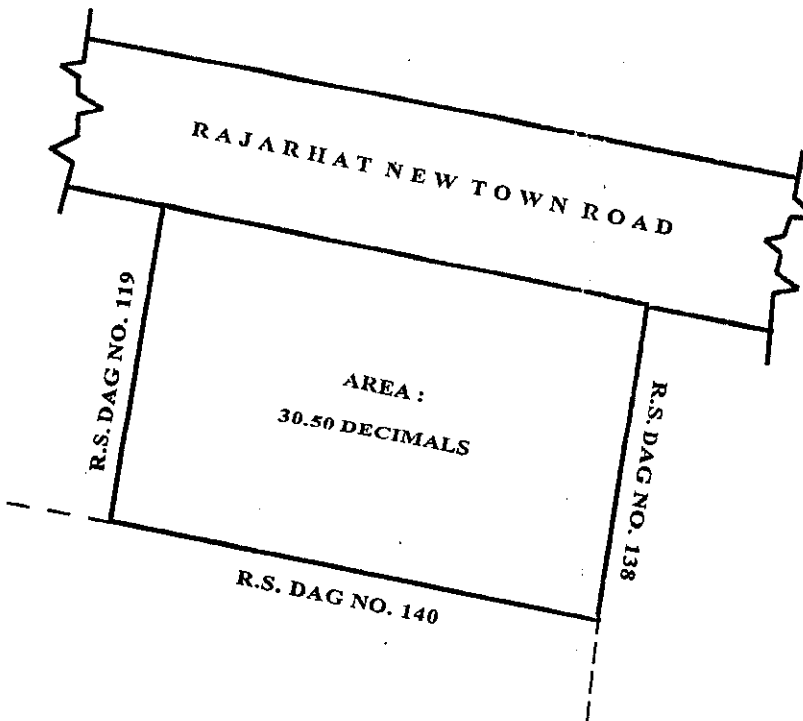 RAJARHAT NEW TOWN ROAD
R.S. DAG NO. 119
AREA :
30.50 DECIMALS
R.S. DAG NO. 138
R.S. DAG NO. 140